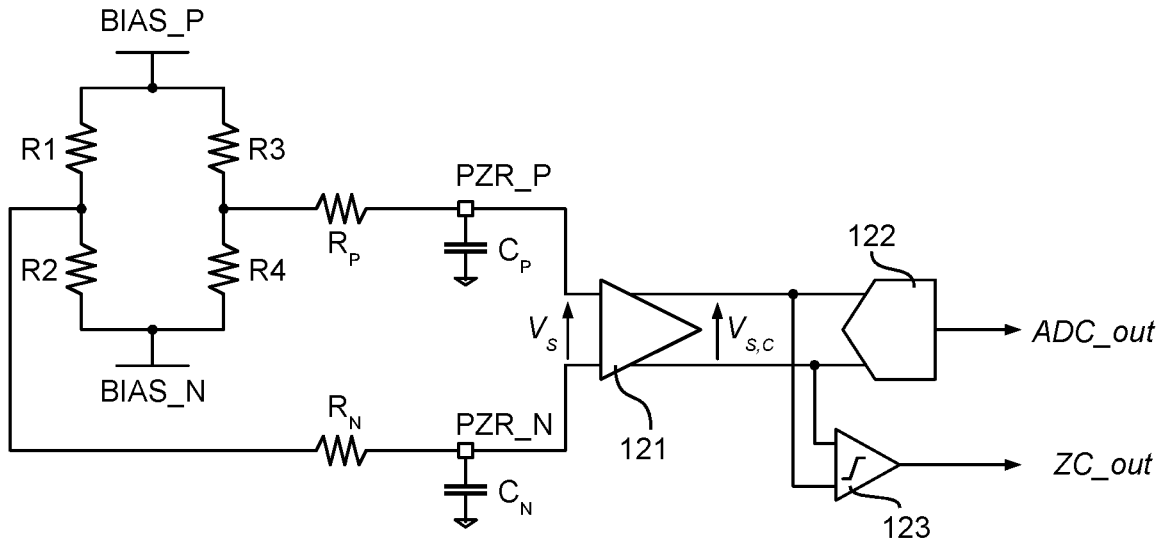 BIAS_P
R1
R3
PZR_P
122
R2
R4
R_P
C_P
V_S
V_S,C
ADC_out
BIAS_N
R_N
PZR_N
121
ZC_out
C_N
123